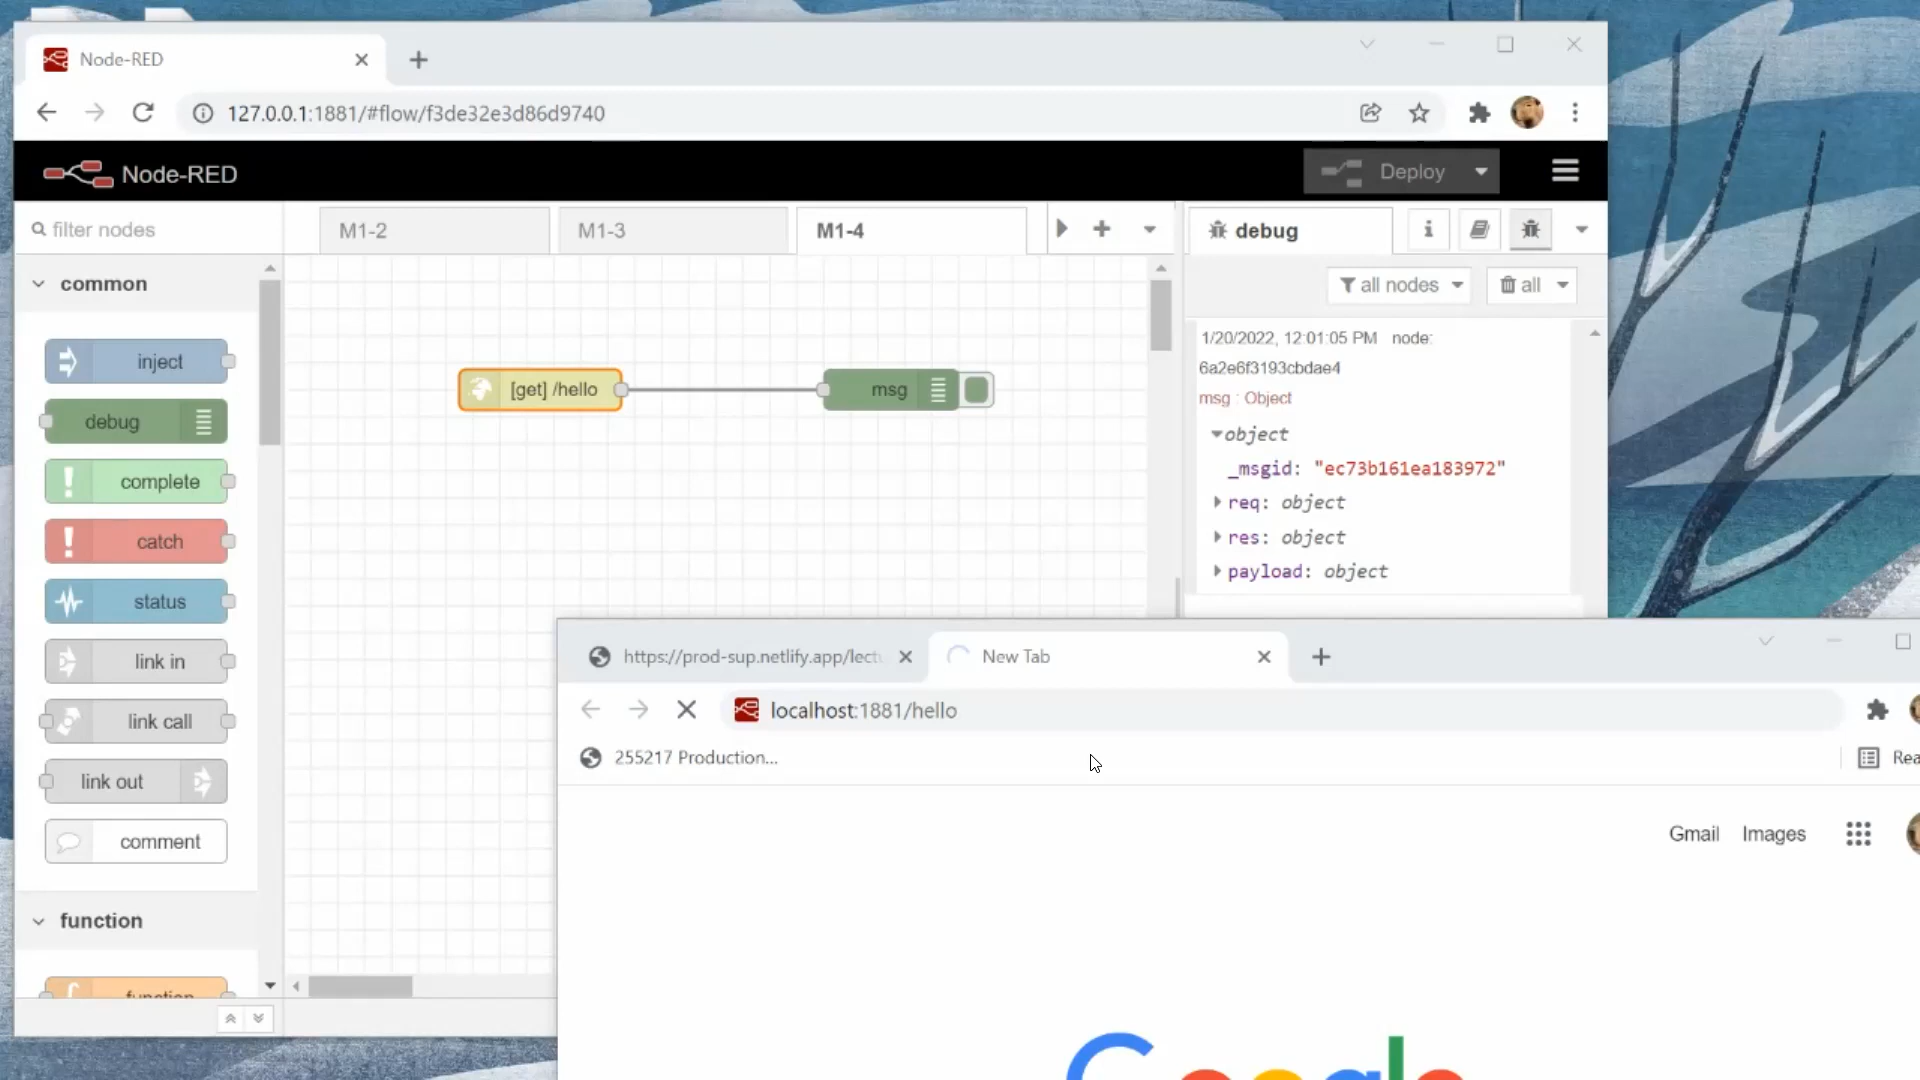 Node-RED
127.0.0.1:1881/#flow/f3de32e3d86d9740
Node-RED
Deploy
filter nodes
M1-2
M1-3
M1-4
debug
i
common
all nodes
all
inject
debug
complete
catch
status
link in
link call
link out
comment
function
function
[get] /hello
msg
1/20/2022, 12:01:05 PM node:
6a2e6f3193cbdae4
msg : Object
object
_msgid: "ec73b161ea183972"
req: object
res: object
payload: object
https://prod-sup.netlify.app/lect
New Tab
localhost:1881/hello
255217 Production...
Rea
Gmail
Images
Google